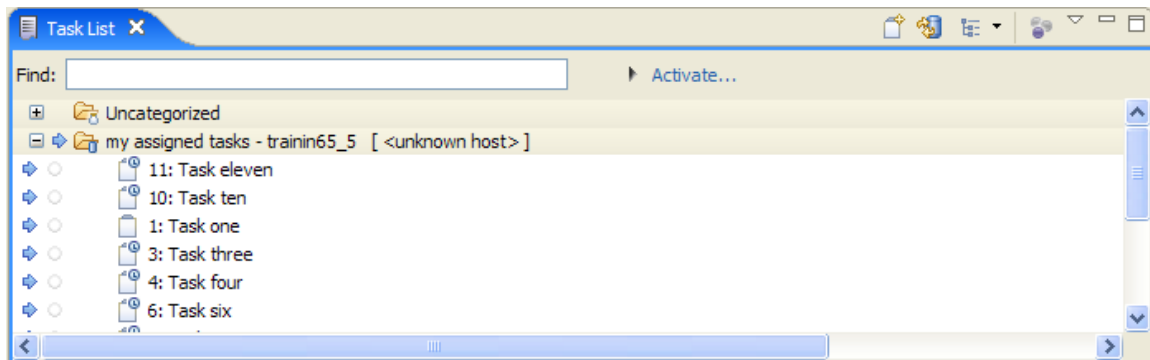 Task List
Find: Activate...
Uncategorized
my assigned tasks - trainin65_5 [ <unknown host> ]
11: Task eleven
10: Task ten
1: Task one
3: Task three
4: Task four
6: Task six